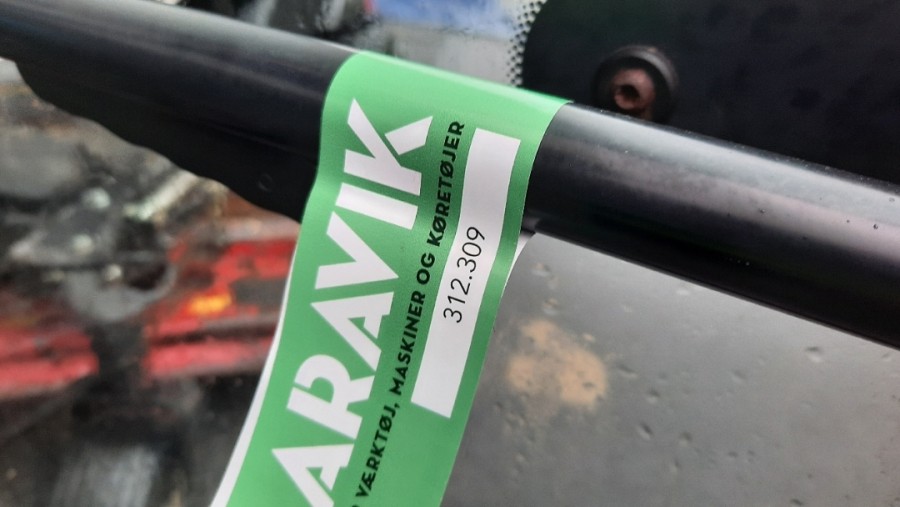 ARAVIK
VÆRKTØJ, MASKINER OG KØRETØJER
312.309